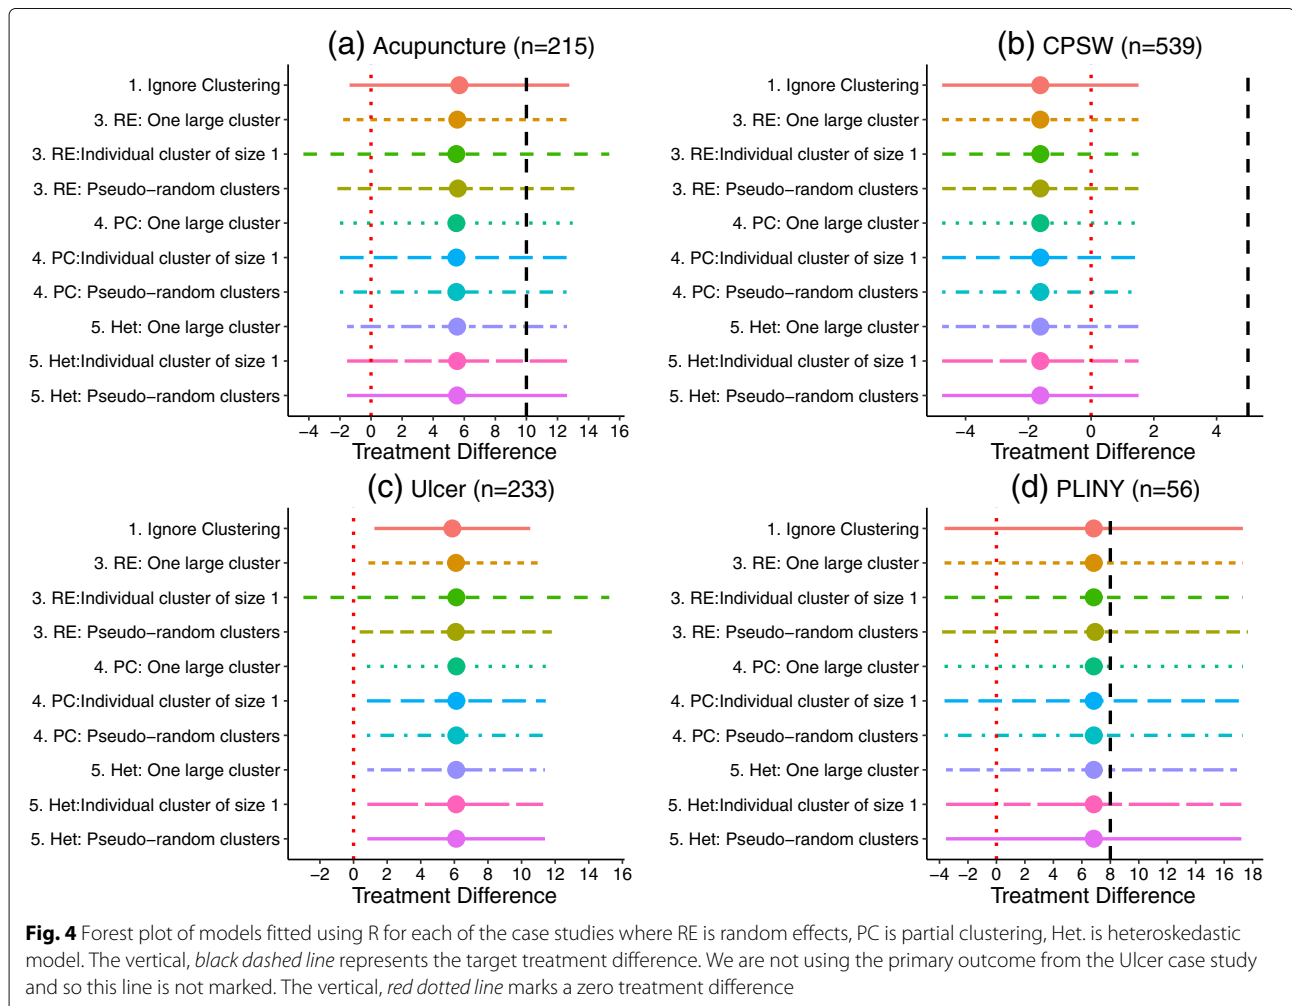 (a) Acupuncture (n=215)
1. Ignore Clustering
3. RE: One large cluster
3. RE:Individual cluster of size 1
3. RE: Pseudo−random clusters
4. PC: One large cluster
4. PC:Individual cluster of size 1
4. PC: Pseudo−random clusters
5. Het: One large cluster
5. Het:Individual cluster of size 1
5. Het: Pseudo−random clusters
−4 −2 0 2 4 6 8 10 12 14 16
Treatment Difference
(b) CPSW (n=539)
1. Ignore Clustering
3. RE: One large cluster
3. RE:Individual cluster of size 1
3. RE: Pseudo−random clusters
4. PC: One large cluster
4. PC:Individual cluster of size 1
4. PC: Pseudo−random clusters
5. Het: One large cluster
5. Het:Individual cluster of size 1
5. Het: Pseudo−random clusters
−4 −2 0 2 4
Treatment Difference
(c) Ulcer (n=233)
1. Ignore Clustering
3. RE: One large cluster
3. RE:Individual cluster of size 1
3. RE: Pseudo−random clusters
4. PC: One large cluster
4. PC:Individual cluster of size 1
4. PC: Pseudo−random clusters
5. Het: One large cluster
5. Het:Individual cluster of size 1
5. Het: Pseudo−random clusters
−2 0 2 4 6 8 10 12 14 16
Treatment Difference
(d) PLINY (n=56)
1. Ignore Clustering
3. RE: One large cluster
3. RE:Individual cluster of size 1
3. RE: Pseudo−random clusters
4. PC: One large cluster
4. PC:Individual cluster of size 1
4. PC: Pseudo−random clusters
5. Het: One large cluster
5. Het:Individual cluster of size 1
5. Het: Pseudo−random clusters
−4 −2 0 2 4 6 8 10 12 14 16 18
Treatment Difference
Fig. 4 Forest plot of models fitted using R for each of the case studies where RE is random effects, PC is partial clustering, Het. is heteroskedastic
model. The vertical, black dashed line represents the target treatment difference. We are not using the primary outcome from the Ulcer case study
and so this line is not marked. The vertical, red dotted line marks a zero treatment difference